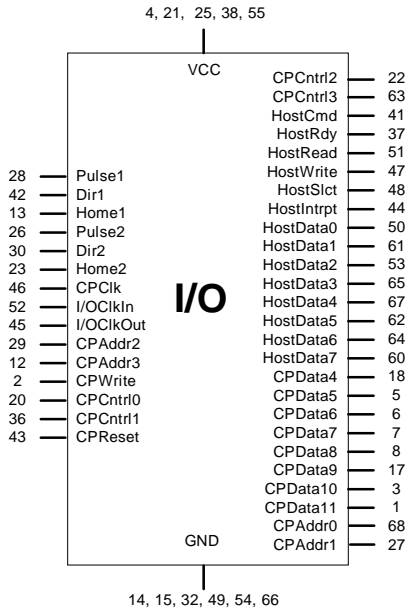 4, 21, 25, 38, 55
VCC
CPCntrl2 22
CPCntrl3 63
HostCmd 41
HostRdy 37
HostRead 51
HostWrite 47
HostSlct 48
HostIntrpt 44
HostData0 50
HostData1 61
HostData2 53
HostData3 65
HostData4 67
HostData5 62
HostData6 64
HostData7 60
CPData4 18
CPData5 5
CPData6 6
CPData7 7
CPData8 8
CPData9 17
CPData10 3
CPData11 1
CPAddr0 68
CPAddr1 27
28 Pulse1
42 Dir1
13 Home1
26 Pulse2
30 Dir2
23 Home2
46 CPClk
52 I/OClkIn
45 I/OClkOut
29 CPAddr2
12 CPAddr3
2 CPWrite
20 CPCntrl0
36 CPCntrl1
43 CPReset
I/O
GND
14, 15, 32, 49, 54, 66